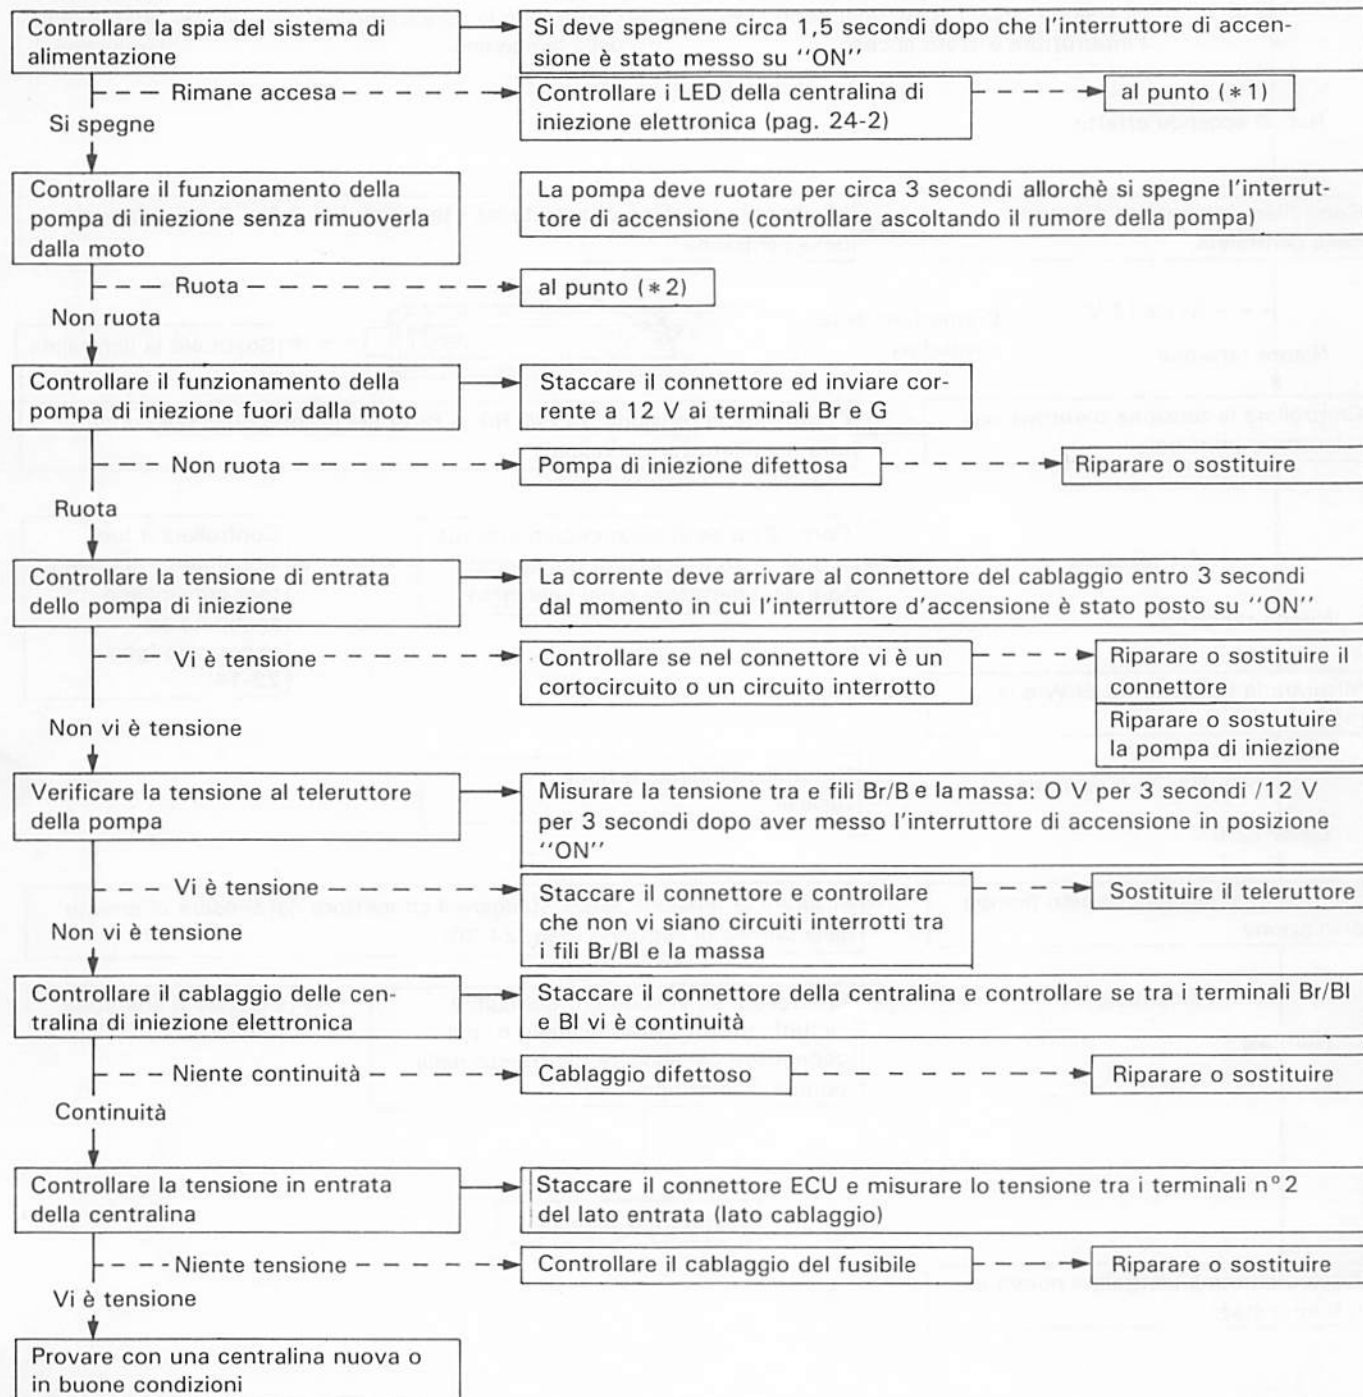 Controllare la spia del sistema di
alimentazione
Si deve spegnene circa 1,5 secondi dopo che l'interruttore di accen-
sione è stato messo su "ON"
Rimane accesa
Controllare i LED della centralina di
iniezione elettronica (pag. 24-2)
al punto (*1)
Si spegne
Controllare il funzionamento della
pompa di iniezione senza rimuoverla
dalla moto
La pompa deve ruotare per circa 3 secondi allorchè si spegne l'interrut-
tore di accensione (controllare ascoltando il rumore della pompa)
Ruota
al punto (*2)
Non ruota
Controllare il funzionamento della
pompa di iniezione fuori dalla moto
Staccare il connettore ed inviare cor-
rente a 12 V ai terminali Br e G
Non ruota
Pompa di iniezione difettosa
Riparare o sostituire
Ruota
Controllare la tensione di entrata
dello pompa di iniezione
La corrente deve arrivare al connettore del cablaggio entro 3 secondi
dal momento in cui l'interruttore d'accensione è stato posto su "ON"
Vi è tensione
Controllare se nel connettore vi è un
cortocircuito o un circuito interrotto
Riparare o sostituire il
connettore
Riparare o sostutuire
la pompa di iniezione
Non vi è tensione
Verificare la tensione al teleruttore
della pompa
Misurare la tensione tra e fili Br/B e la massa: O V per 3 secondi /12 V
per 3 secondi dopo aver messo l'interruttore di accensione in posizione
"ON"
Vi è tensione
Staccare il connettore e controllare
che non vi siano circuiti interrotti tra
i fili Br/Bl e la massa
Sostituire il teleruttore
Non vi è tensione
Controllare il cablaggio delle cen-
tralina di iniezione elettronica
Staccare il connettore della centralina e controllare se tra i terminali Br/Bl
e Bl vi è continuità
Niente continuità
Cablaggio difettoso
Riparare o sostituire
Continuità
Controllare la tensione in entrata
della centralina
Staccare il connettore ECU e misurare lo tensione tra i terminali n°2
del lato entrata (lato cablaggio)
Niente tensione
Controllare il cablaggio del fusibile
Riparare o sostituire
Vi è tensione
Provare con una centralina nuova o
in buone condizioni